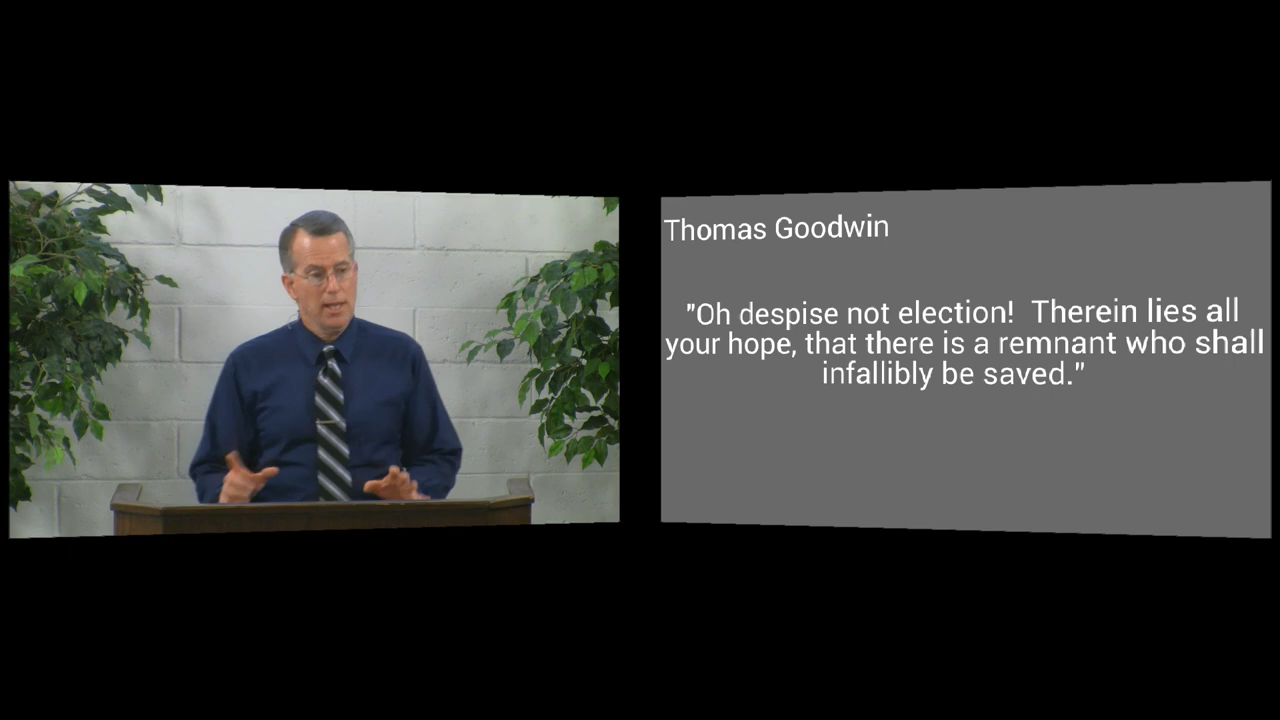 Thomas Goodwin
"Oh despise not election!  Therein lies all
your hope, that there is a remnant who shall
infallibly be saved."